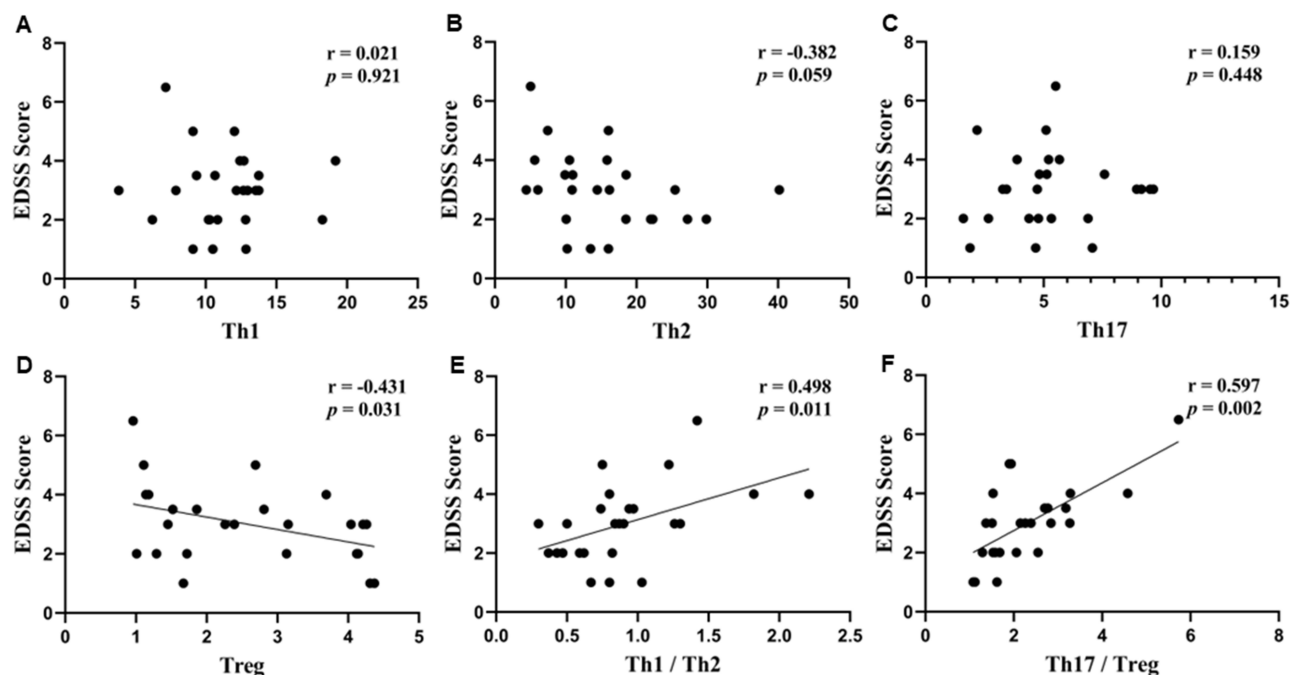 A
r = 0.021
p = 0.921
EDSS Score
8
6
4
2
0
0 5 10 15 20 25
Th1
B
r = -0.382
p = 0.059
EDSS Score
8
6
4
2
0
0 10 20 30 40 50
Th2
C
r = 0.159
p = 0.448
EDSS Score
8
6
4
2
0
0 5 10 15
Th17
D
r = -0.431
p = 0.031
EDSS Score
8
6
4
2
0
0 1 2 3 4 5
Treg
E
r = 0.498
p = 0.011
EDSS Score
8
6
4
2
0
0.0 0.5 1.0 1.5 2.0 2.5
Th1 / Th2
F
r = 0.597
p = 0.002
EDSS Score
8
6
4
2
0
0 2 4 6 8
Th17 / Treg